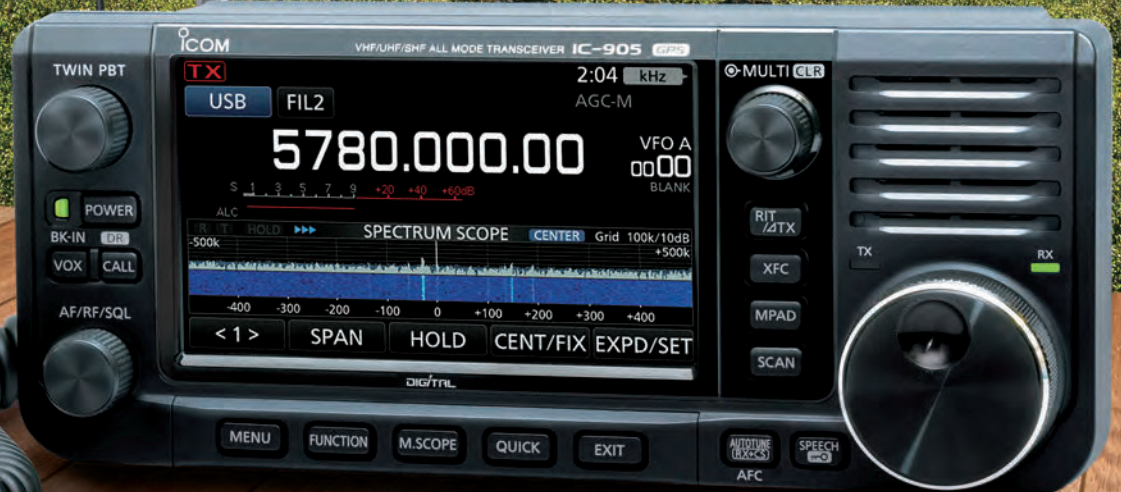 ICOM
VHF/UHF/SHF ALL MODE TRANSCEIVER IC-905 GPS
TWIN PBT
TX
2:04 kHz
USB FIL2
AGC-M
5780.000.00
VFO A
00
BLANK
S 1 3 5 7 9 +20 +40 +60dB
ALC
R T HOLD
SPECTRUM SCOPE CENTER Grid 100k/10dB
-500k +500k
-400 -300 -200 -100 0 +100 +200 +300 +400
<1> SPAN HOLD CENT/FIX EXPD/SET
DIGITAL
POWER
BK-IN DR
VOX CALL
AF/RF/SQL
MULTI CLR
RIT
/⊿TX
XFC
MPAD
SCAN
TX RX
MENU FUNCTION M.SCOPE QUICK EXIT
AUTOTUNE
(RX→CS)
AFC
SPEECH